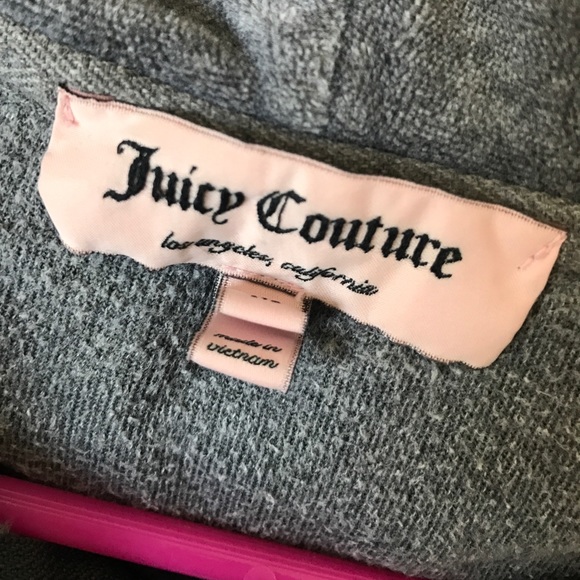 Juicy Couture
los angeles, california
made in
vietnam